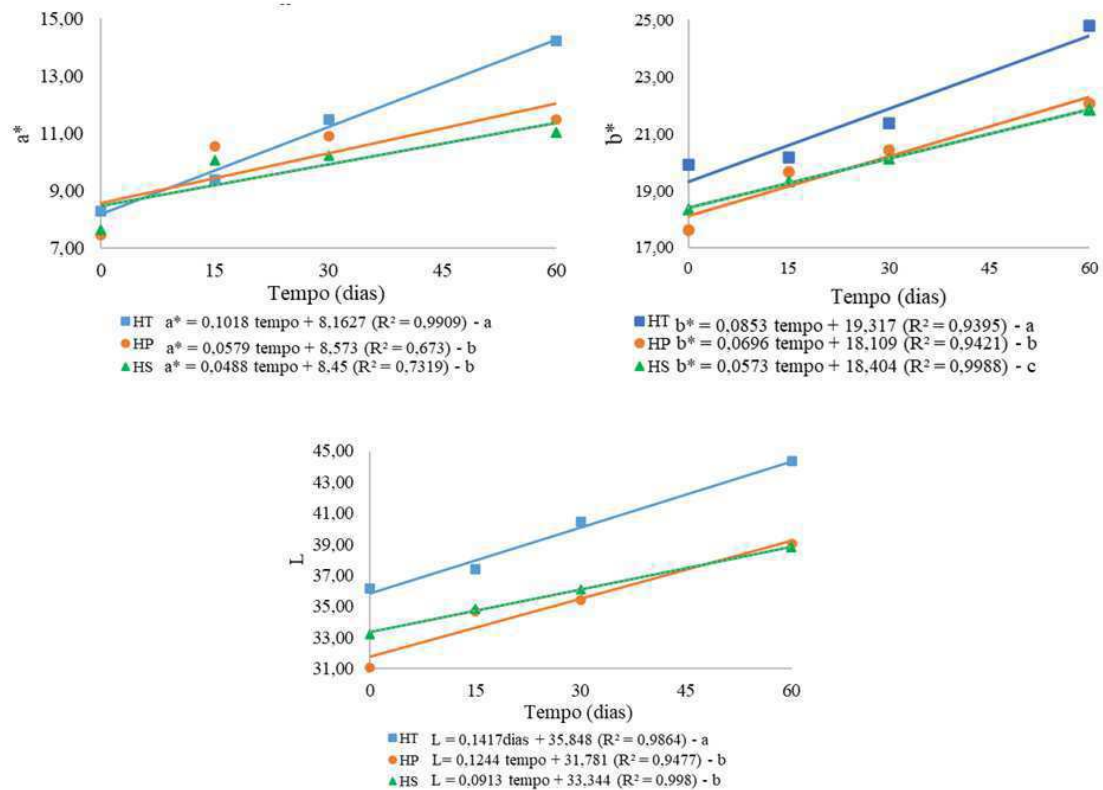 15,00
13,00
11,00
9,00
7,00
a*
0
15
30
45
60
Tempo (dias)
HT a* = 0,1018 tempo + 8,1627 (R² = 0,9909) - a
HP a* = 0,0579 tempo + 8,573 (R² = 0,673) - b
HS a* = 0,0488 tempo + 8,45 (R² = 0,7319) - b
25,00
23,00
21,00
19,00
17,00
b*
0
15
30
45
60
Tempo (dias)
HT b* = 0,0853 tempo + 19,317 (R² = 0,9395) - a
HP b* = 0,0696 tempo + 18,109 (R² = 0,9421) - b
HS b* = 0,0573 tempo + 18,404 (R² = 0,9988) - c
45,00
43,00
41,00
39,00
37,00
35,00
33,00
31,00
L
0
15
30
45
60
Tempo (dias)
HT L = 0,1417dias + 35,848 (R² = 0,9864) - a
HP L= 0,1244 tempo + 31,781 (R² = 0,9477) - b
HS L = 0,0913 tempo + 33,344 (R² = 0,998) - b